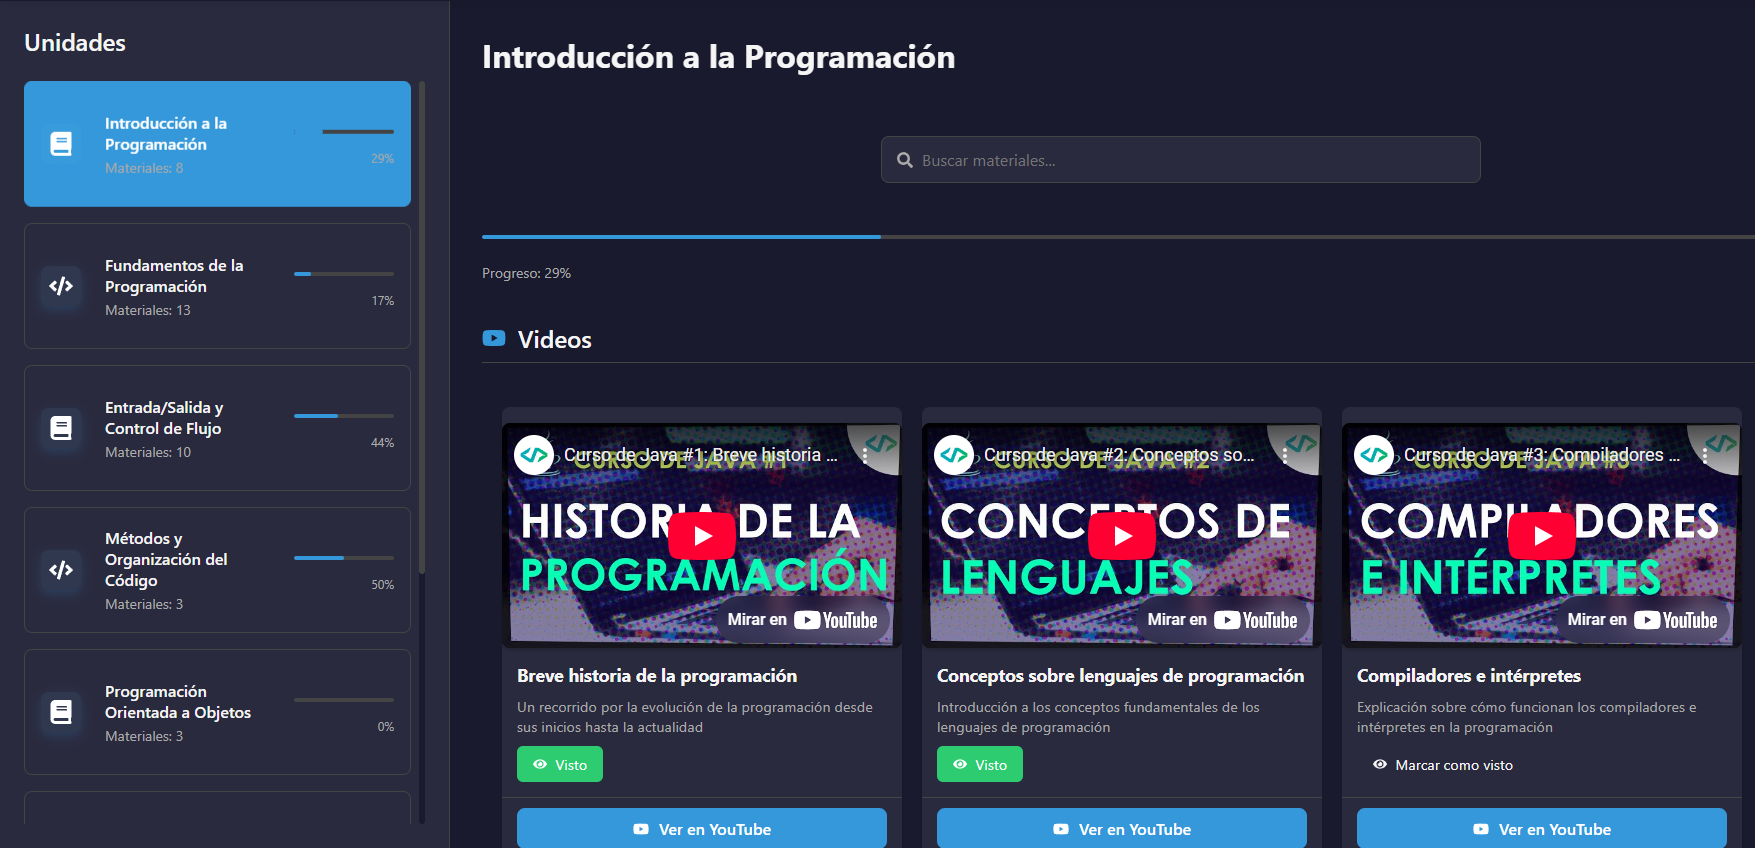 Unidades
Introducción a la
Programación
Materiales: 8
29%
Fundamentos de la
Programación
Materiales: 13
17%
Entrada/Salida y
Control de Flujo
Materiales: 10
44%
Métodos y
Organización del
Código
Materiales: 3
50%
Programación
Orientada a Objetos
Materiales: 3
0%
Introducción a la Programación
Buscar materiales...
Progreso: 29%
Videos
Curso de Java #1: Breve historia ...
CURSO DE JAVA #1
HISTORIA DE LA
PROGRAMACIÓN
Mirar en YouTube
Breve historia de la programación
Un recorrido por la evolución de la programación desde
sus inicios hasta la actualidad
Visto
Ver en YouTube
Curso de Java #2: Conceptos so...
CURSO DE JAVA #2
CONCEPTOS DE
LENGUAJES
Mirar en YouTube
Conceptos sobre lenguajes de programación
Introducción a los conceptos fundamentales de los
lenguajes de programación
Visto
Ver en YouTube
Curso de Java #3: Compiladores ...
CURSO DE JAVA #3
COMPILADORES
E INTÉRPRETES
Mirar en YouTube
Compiladores e intérpretes
Explicación sobre cómo funcionan los compiladores e
intérpretes en la programación
Marcar como visto
Ver en YouTube